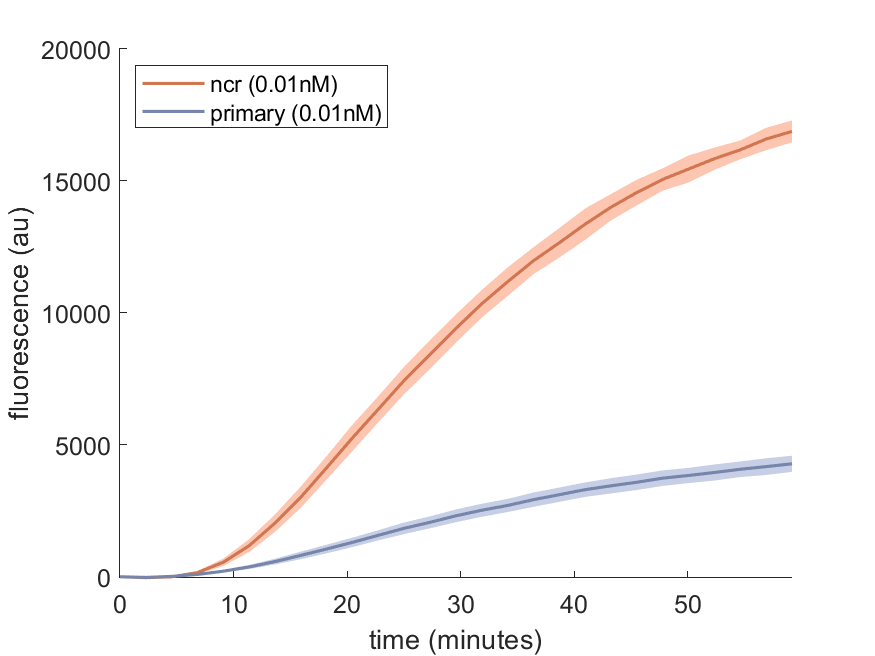 20000
15000
10000
5000
0
ncr (0.01nM)
primary (0.01nM)
fluorescence (au)
0 10 20 30 40 50
time (minutes)